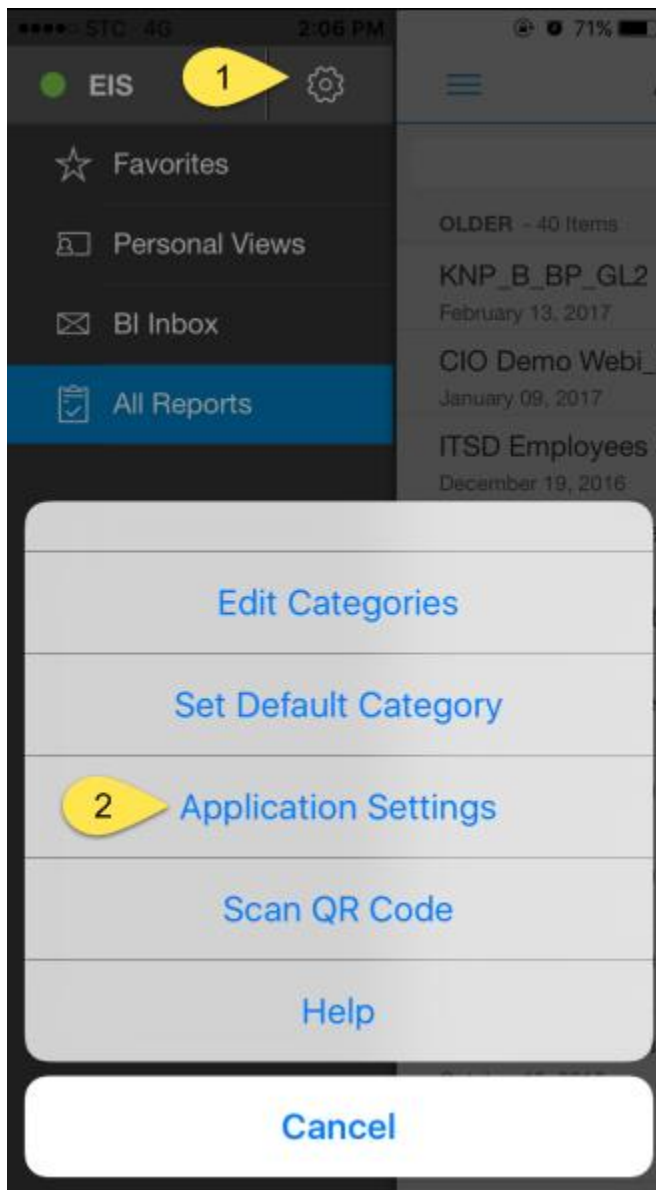 STC 4G 2:06 PM 71%
EIS
1
Favorites
Personal Views
BI Inbox
All Reports
OLDER - 40 Items
KNP_B_BP_GL2
February 13, 2017
CIO Demo Webi_
January 09, 2017
ITSD Employees
December 19, 2016
Edit Categories
Set Default Category
2
Application Settings
Scan QR Code
Help
Cancel